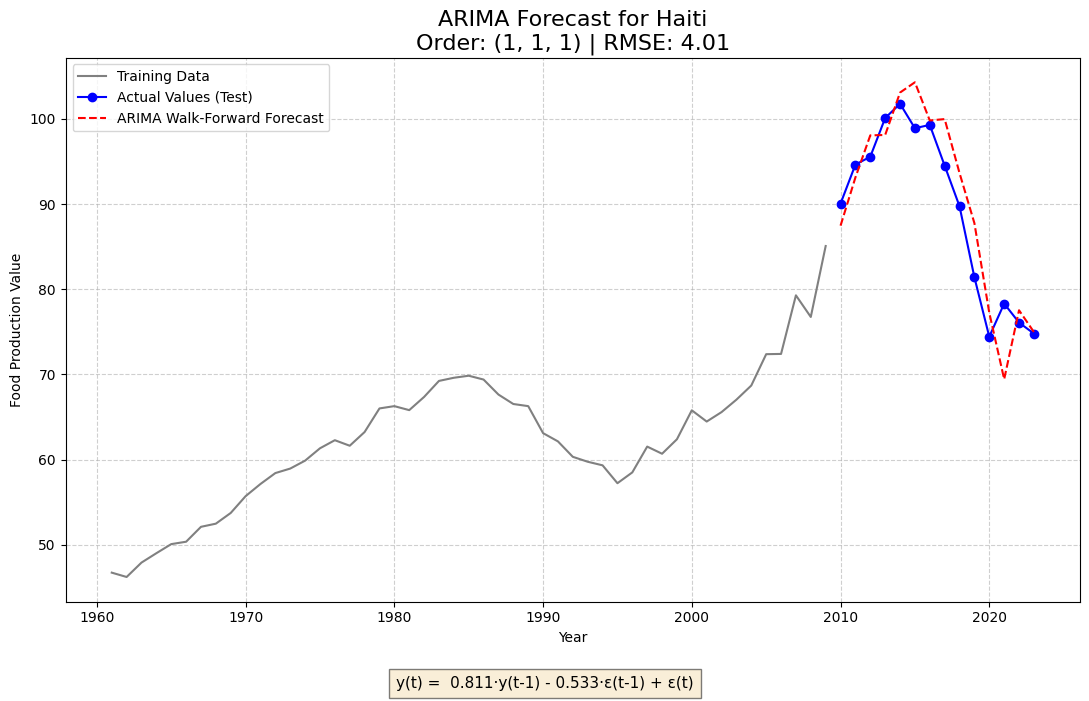 ARIMA Forecast for Haiti
Order: (1, 1, 1) | RMSE: 4.01
Training Data
Actual Values (Test)
ARIMA Walk-Forward Forecast
Food Production Value
100
90
80
70
60
50
1960
1970
1980
1990
2000
2010
2020
Year
y(t) =  0.811·y(t-1) - 0.533·ε(t-1) + ε(t)